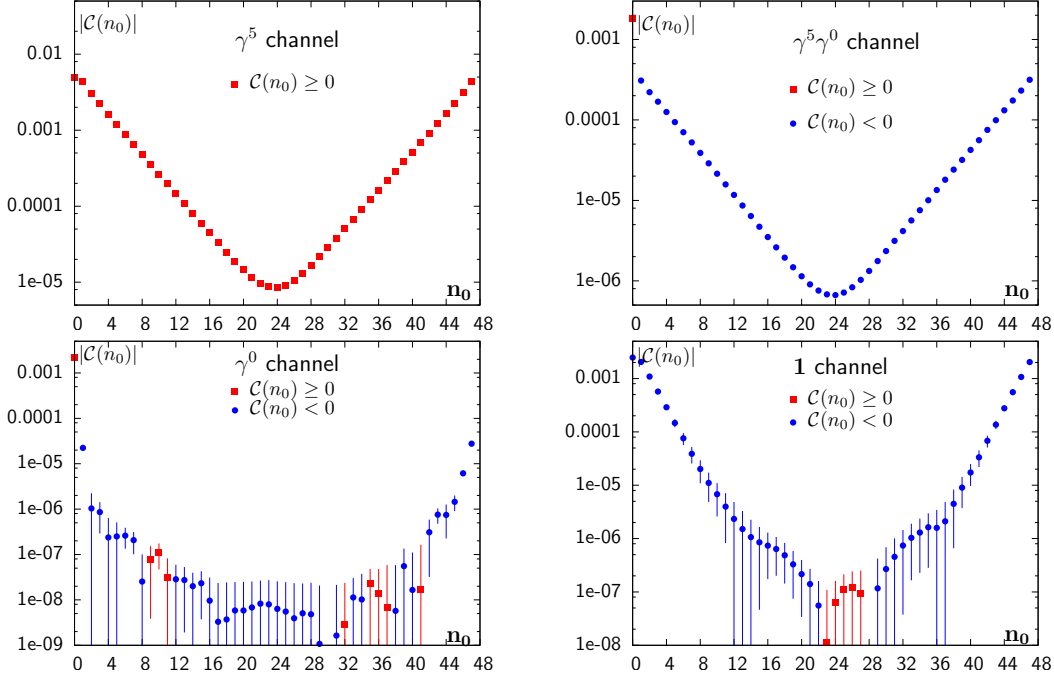 |C(n₀)|
γ⁵ channel
C(n₀) ≥ 0
0.01
0.001
0.0001
1e-05
n₀
0 4 8 12 16 20 24 28 32 36 40 44 48
|C(n₀)|
γ⁵γ⁰ channel
C(n₀) ≥ 0
C(n₀) < 0
0.001
0.0001
1e-05
1e-06
n₀
0 4 8 12 16 20 24 28 32 36 40 44 48
|C(n₀)|
γ⁰ channel
C(n₀) ≥ 0
C(n₀) < 0
0.001
0.0001
1e-05
1e-06
1e-07
1e-08
1e-09
n₀
0 4 8 12 16 20 24 28 32 36 40 44 48
|C(n₀)|
1 channel
C(n₀) ≥ 0
C(n₀) < 0
0.001
0.0001
1e-05
1e-06
1e-07
1e-08
n₀
0 4 8 12 16 20 24 28 32 36 40 44 48